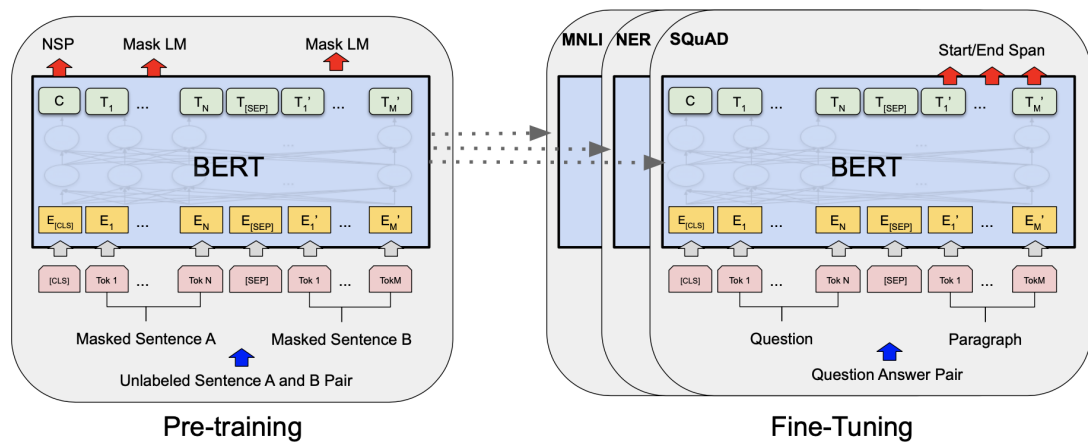 NSP Mask LM Mask LM
C T1 ... TN T[SEP] T1' ... TM'
BERT
E[CLS] E1 ... EN E[SEP] E1' ... EM'
[CLS] Tok 1 ... Tok N [SEP] Tok 1 ... TokM
Masked Sentence A Masked Sentence B
Unlabeled Sentence A and B Pair
Pre-training
MNLI NER SQuAD
Start/End Span
C T1 ... TN T[SEP] T1' ... TM'
BERT
E[CLS] E1 ... EN E[SEP] E1' ... EM'
[CLS] Tok 1 ... Tok N [SEP] Tok 1 ... TokM
Question Paragraph
Question Answer Pair
Fine-Tuning